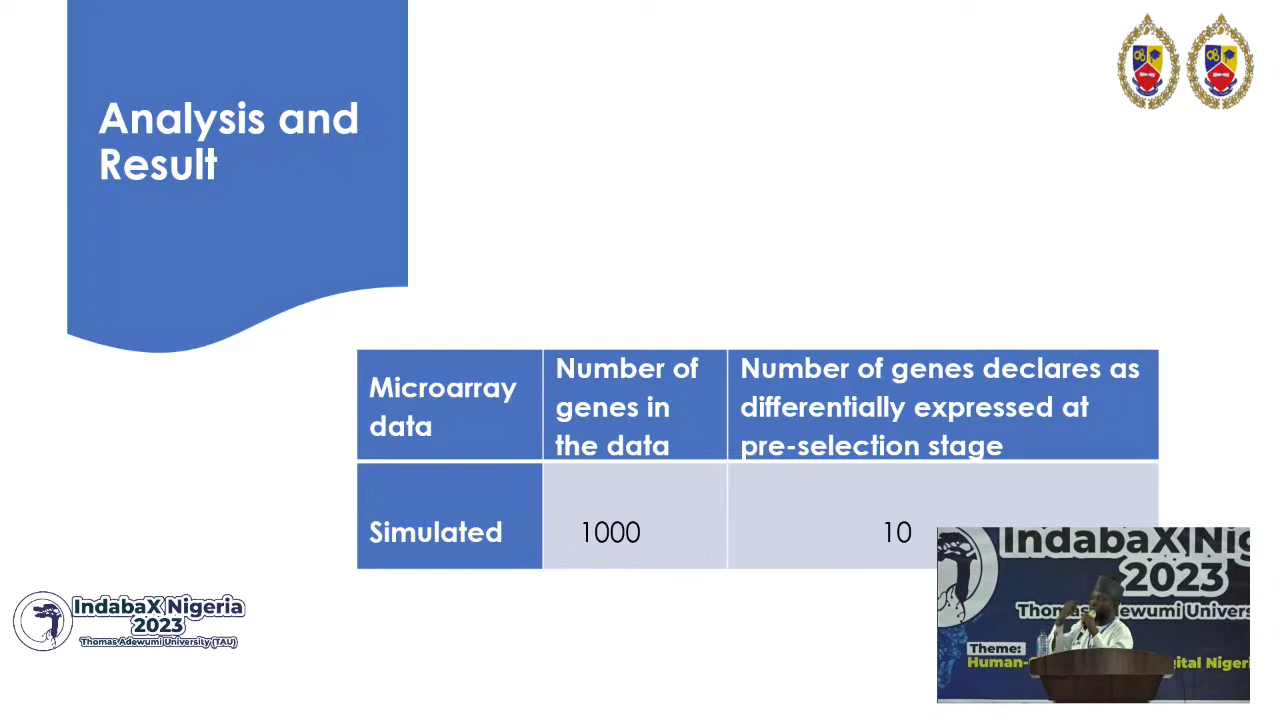 Analysis and
Result
Microarray
data
Number of
genes in
the data
Number of genes declares as
differentially expressed at
pre-selection stage
Simulated
1000
10
IndabaX Nigeria
2023
Thomas Adewumi University (TAU)
IndabaX Nig
2023
Thomas Adewumi Univers
Theme:
Human-
gital Nigeri